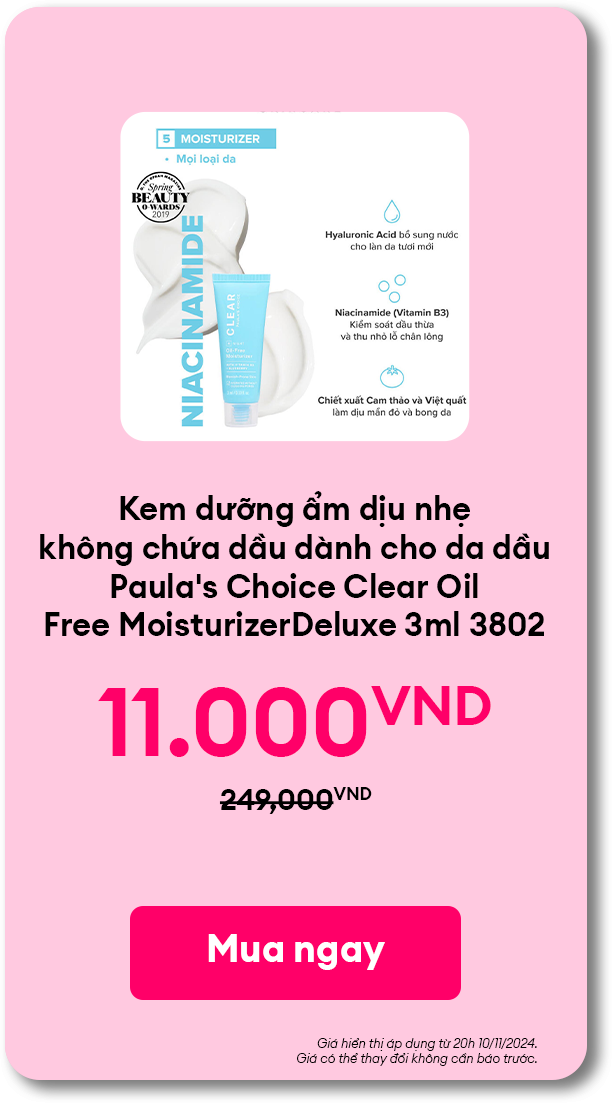 5 MOISTURIZER
• Mọi loại da
Spring
BEAUTY
O-WARDS
2019
NIACINAMIDE
CLEAR
Oil-Free
Moisturizer
Hyaluronic Acid bổ sung nước
cho làn da tươi mới
Niacinamide (Vitamin B3)
Kiểm soát dầu thừa
và thu nhỏ lỗ chân lông
Chiết xuất Cam thảo và Việt quất
làm dịu mẩn đỏ và bong da
Kem dưỡng ẩm dịu nhẹ
không chứa dầu dành cho da dầu
Paula's Choice Clear Oil
Free MoisturizerDeluxe 3ml 3802
11.000VND
249,000VND
Mua ngay
Giá hiển thị áp dụng từ 20h 10/11/2024.
Giá có thể thay đổi không cần báo trước.